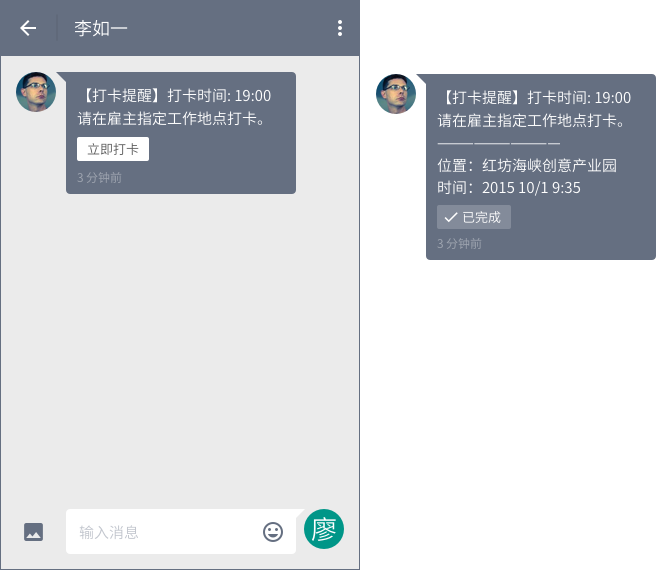 李如一
【打卡提醒】打卡时间: 19:00
请在雇主指定工作地点打卡。
立即打卡
3 分钟前
输入消息
廖
【打卡提醒】打卡时间: 19:00
请在雇主指定工作地点打卡。
———————————
位置：红坊海峡创意产业园
时间：2015 10/1 9:35
已完成
3 分钟前